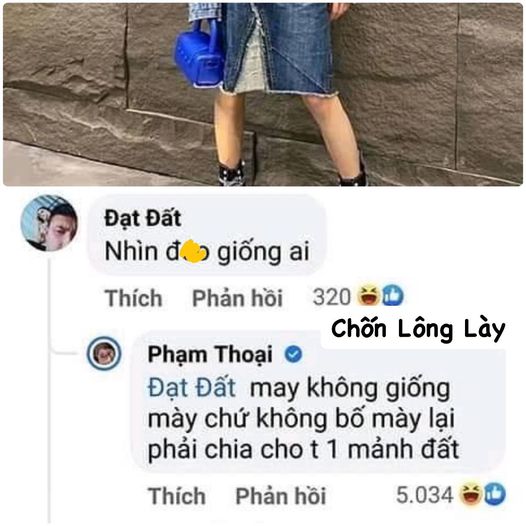 Đạt Đất
Nhìn đ o giống ai
Thích Phản hồi 320
Chốn Lông Lày
Phạm Thoại
Đạt Đất may không giống
mày chứ không bố mày lại
phải chia cho t 1 mảnh đất
Thích Phản hồi 5.034